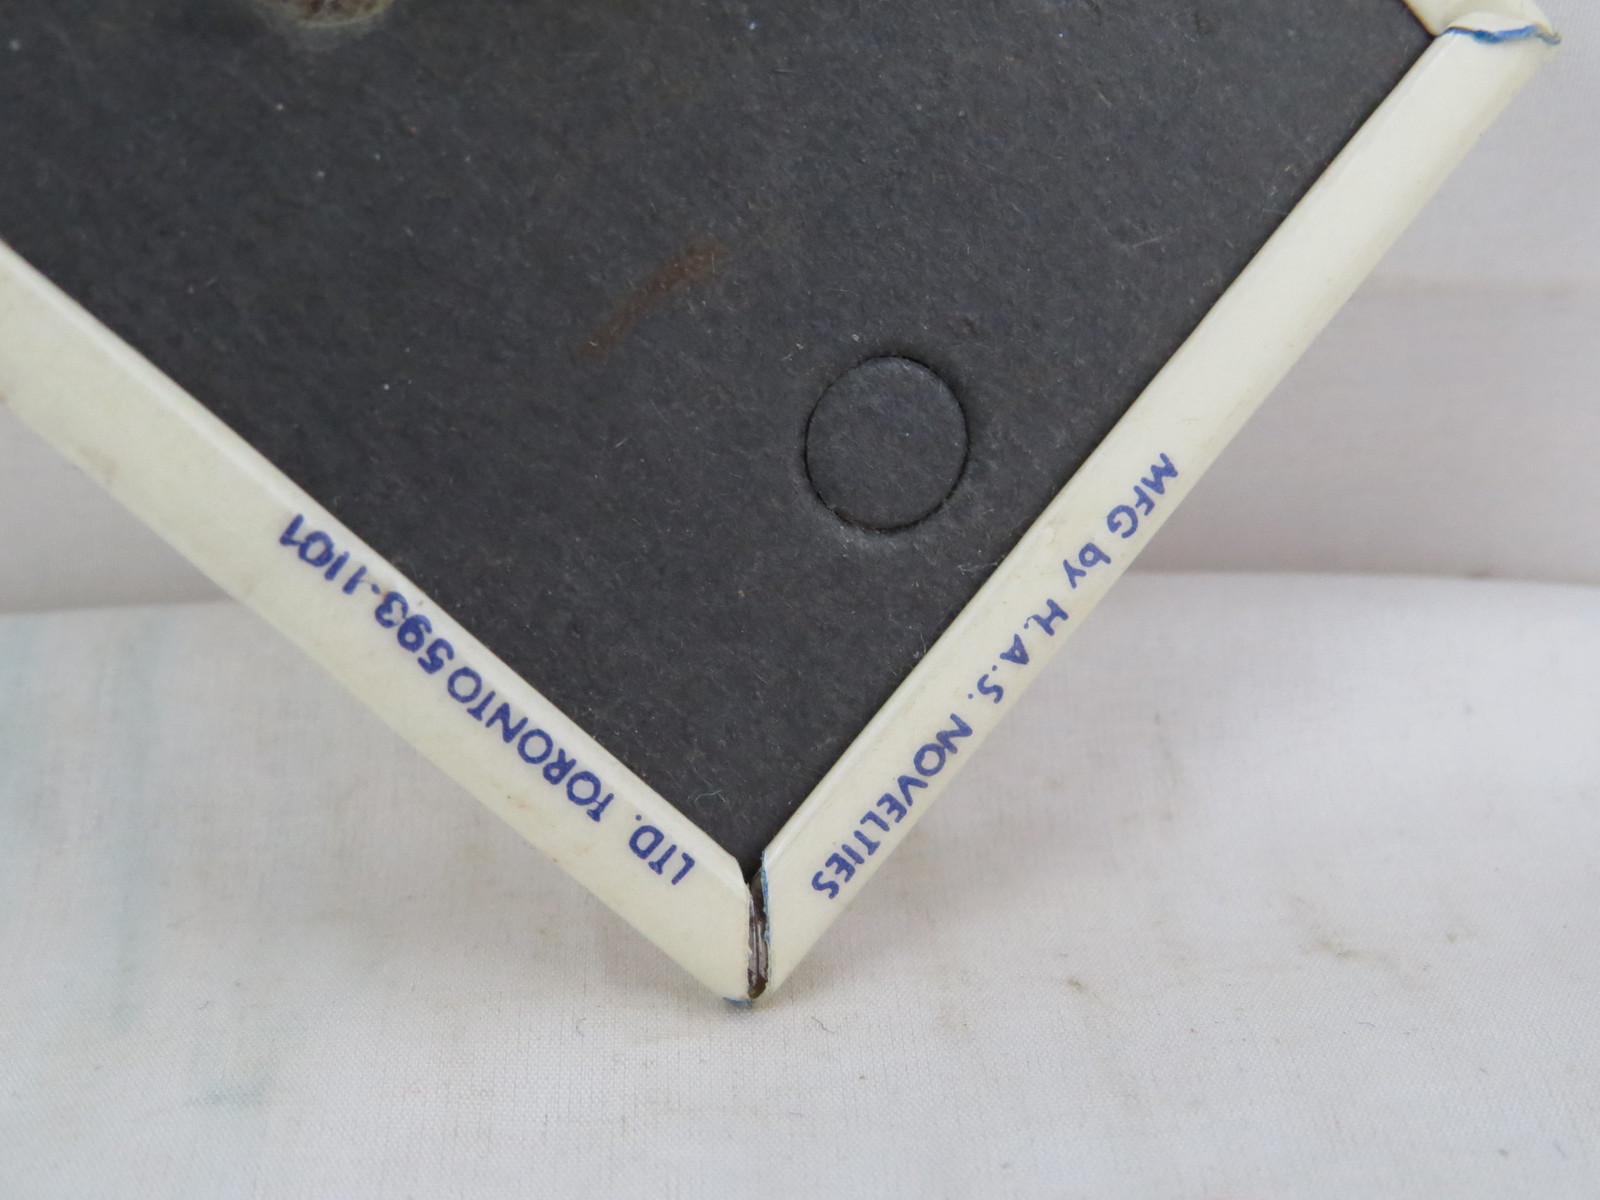 MFG by H.A.S. NOVELTIES
LTD. TORONTO 593-1101